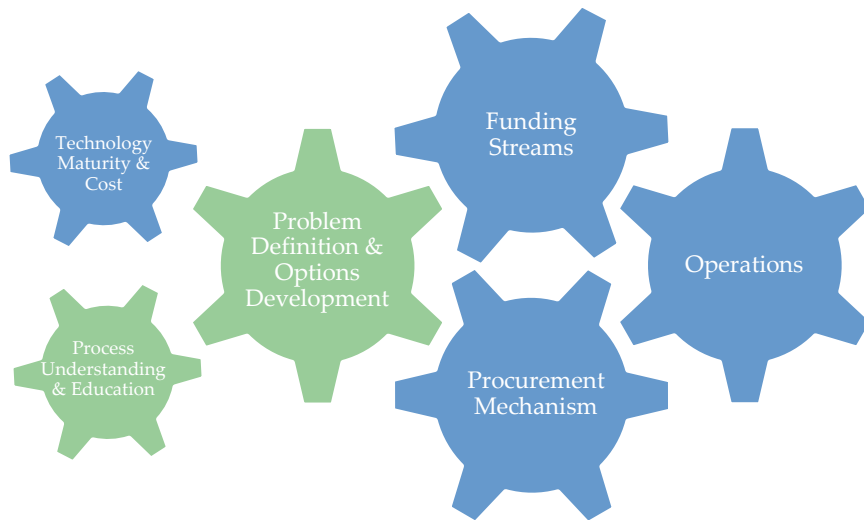 Technology
Maturity &
Cost
Process
Understanding
& Education
Problem
Definition &
Options
Development
Funding
Streams
Procurement
Mechanism
Operations